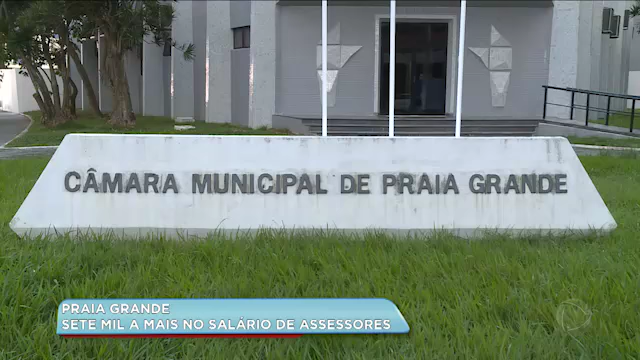 CÂMARA MUNICIPAL DE PRAIA GRANDE
PRAIA GRANDE
SETE MIL A MAIS NO SALÁRIO DE ASSESSORES